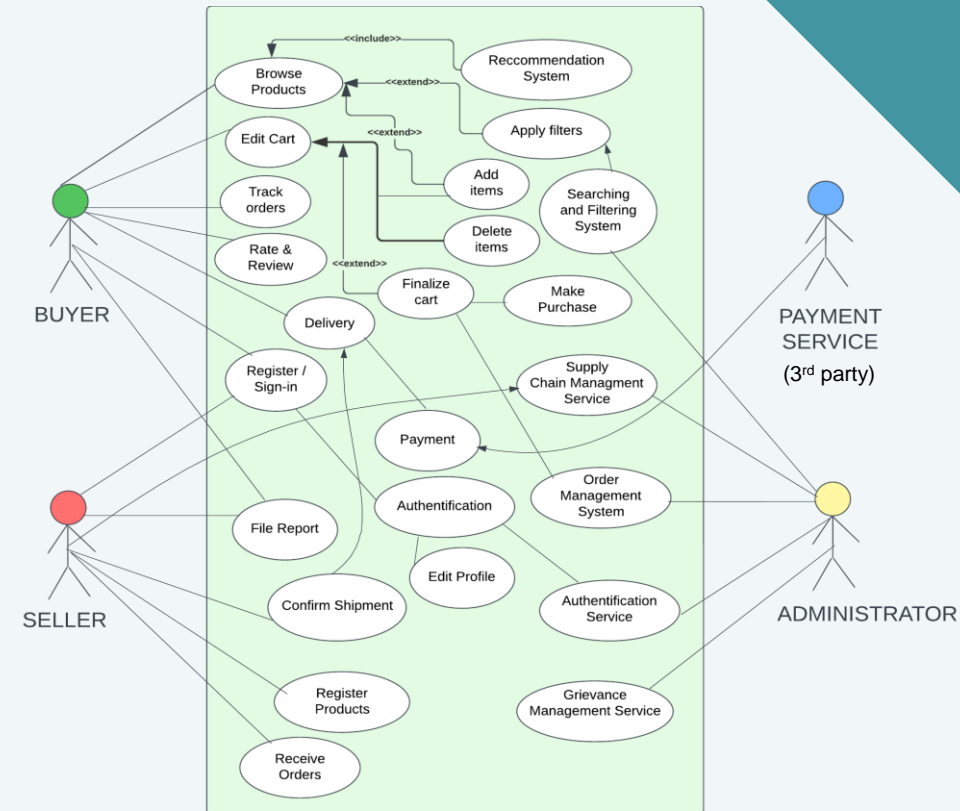 <<include>>
Reccommendation
System
Browse
Products
<<extend>>
Apply filters
<<extend>>
Edit Cart
Add
items
Searching
and Filtering
System
Track
orders
Delete
items
Rate &
Review
<<extend>>
Finalize
cart
Make
Purchase
BUYER
Delivery
PAYMENT
SERVICE
(3rd party)
Register /
Sign-in
Supply
Chain Managment
Service
Payment
Order
Management
System
Authentification
File Report
Edit Profile
Confirm Shipment
Authentification
Service
SELLER
ADMINISTRATOR
Register
Products
Grievance
Management Service
Receive
Orders